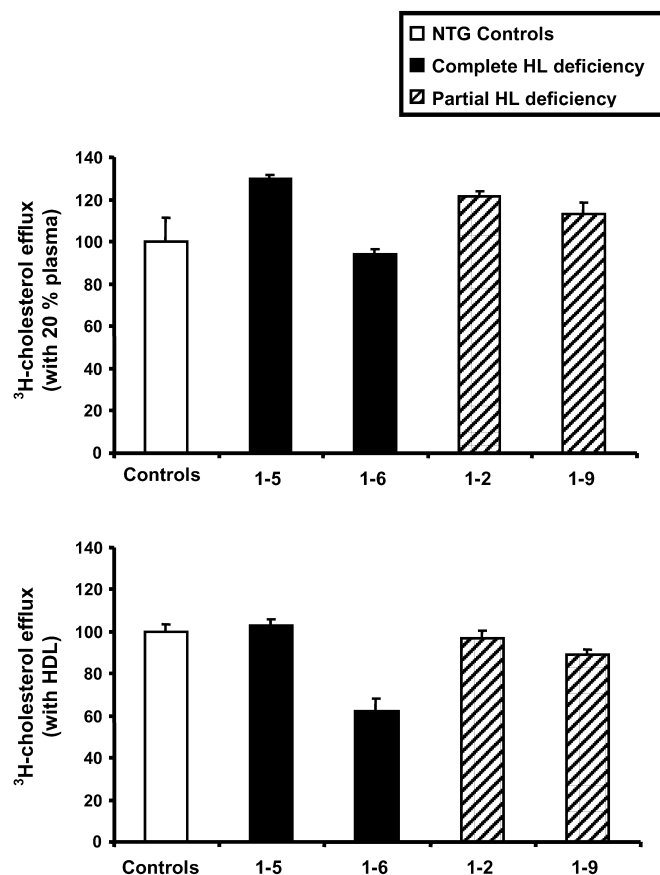 NTG Controls
Complete HL deficiency
Partial HL deficiency
³H-cholesterol efflux
(with 20 % plasma)
140
120
100
80
60
40
20
0
Controls 1-5 1-6 1-2 1-9
³H-cholesterol efflux
(with HDL)
140
120
100
80
60
40
20
0
Controls 1-5 1-6 1-2 1-9